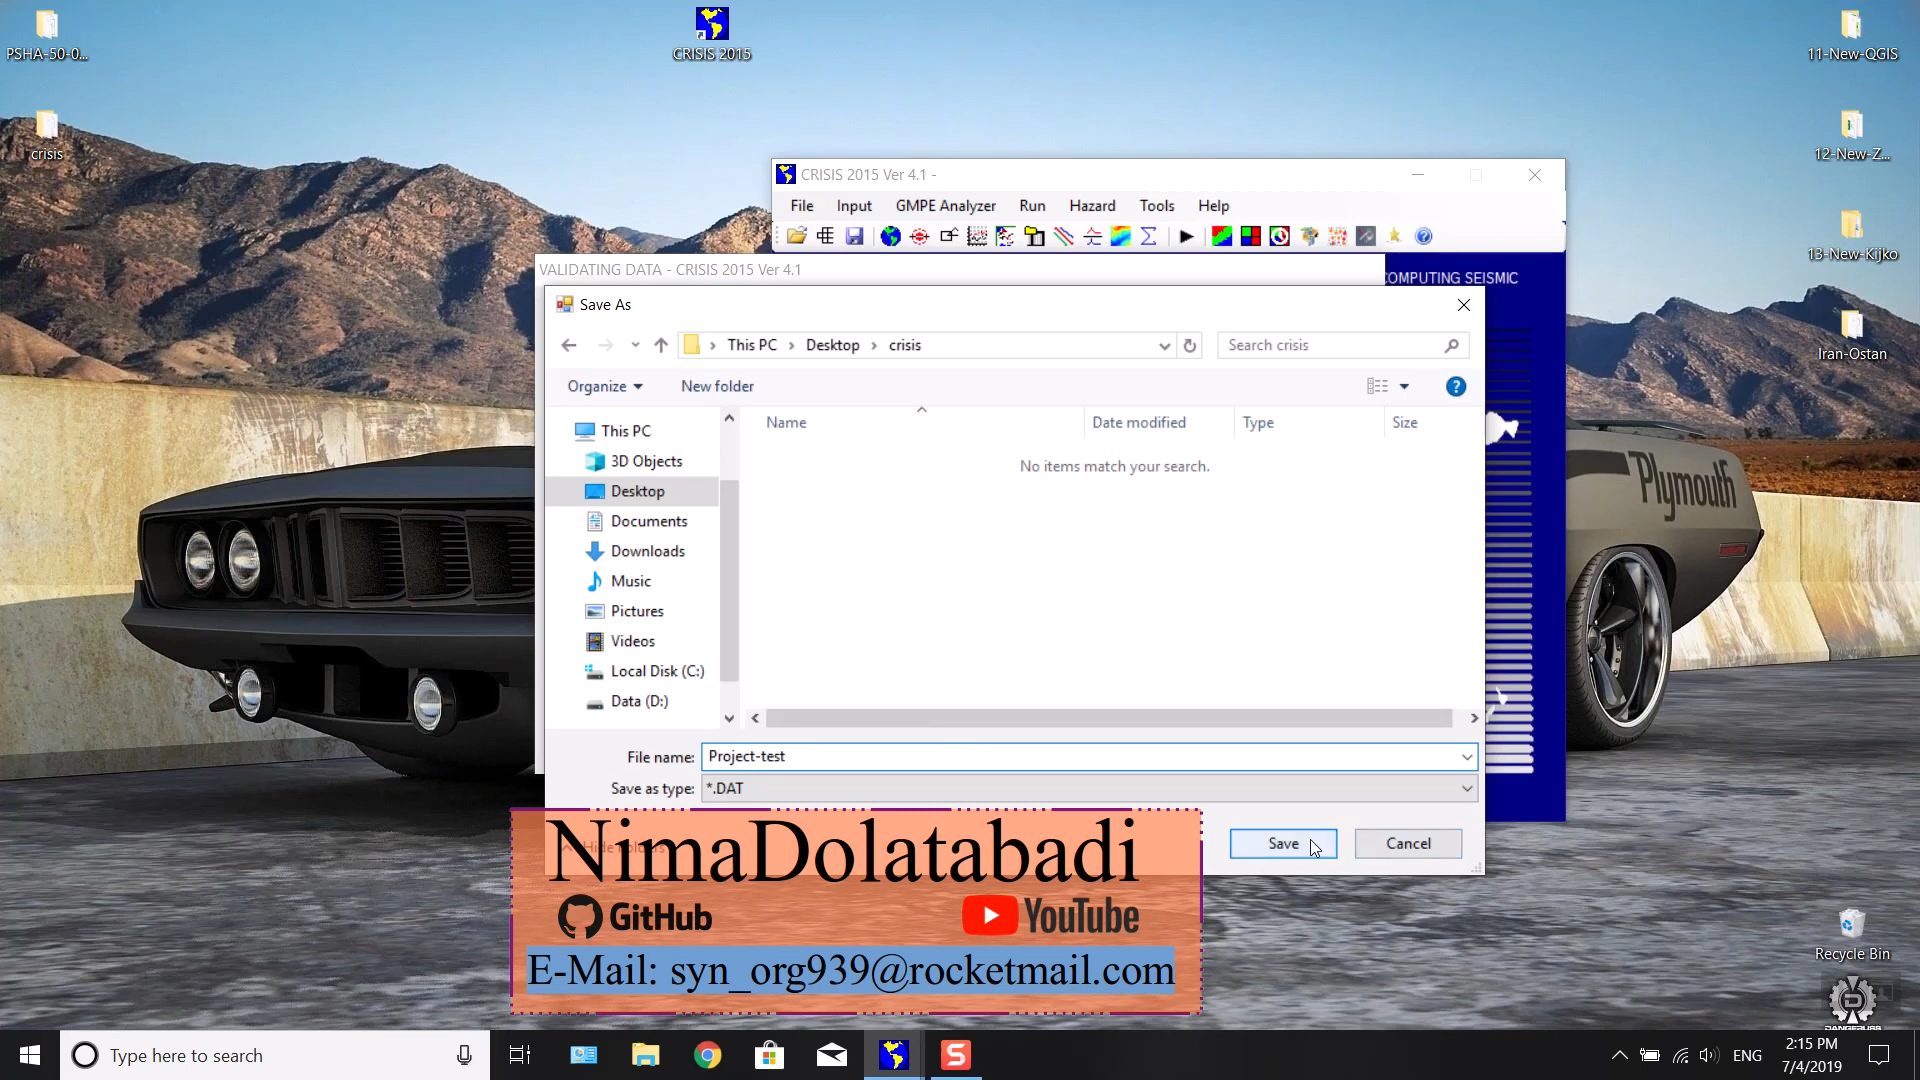 PSHA-50-0...
CRISIS 2015
11-New-QGIS
crisis
12-New-Z...
CRISIS 2015 Ver 4.1 -
File Input GMPE Analyzer Run Hazard Tools Help
13-New-Kijko
VALIDATING DATA - CRISIS 2015 Ver 4.1
COMPUTING SEISMIC
Save As
This PC Desktop crisis
Search crisis
Iran-Ostan
Organize New folder
Name Date modified Type Size
This PC
No items match your search.
3D Objects
Desktop
Documents
Downloads
Music
Pictures
Videos
Local Disk (C:)
Data (D:)
Plymouth
File name: Project-test
Save as type: *.DAT
Hide Folders
Save Cancel
NimaDolatabadi
GitHub YouTube
E-Mail: syn_org939@rocketmail.com
Recycle Bin
DANGERUSS
Type here to search
S
ENG
2:15 PM
7/4/2019